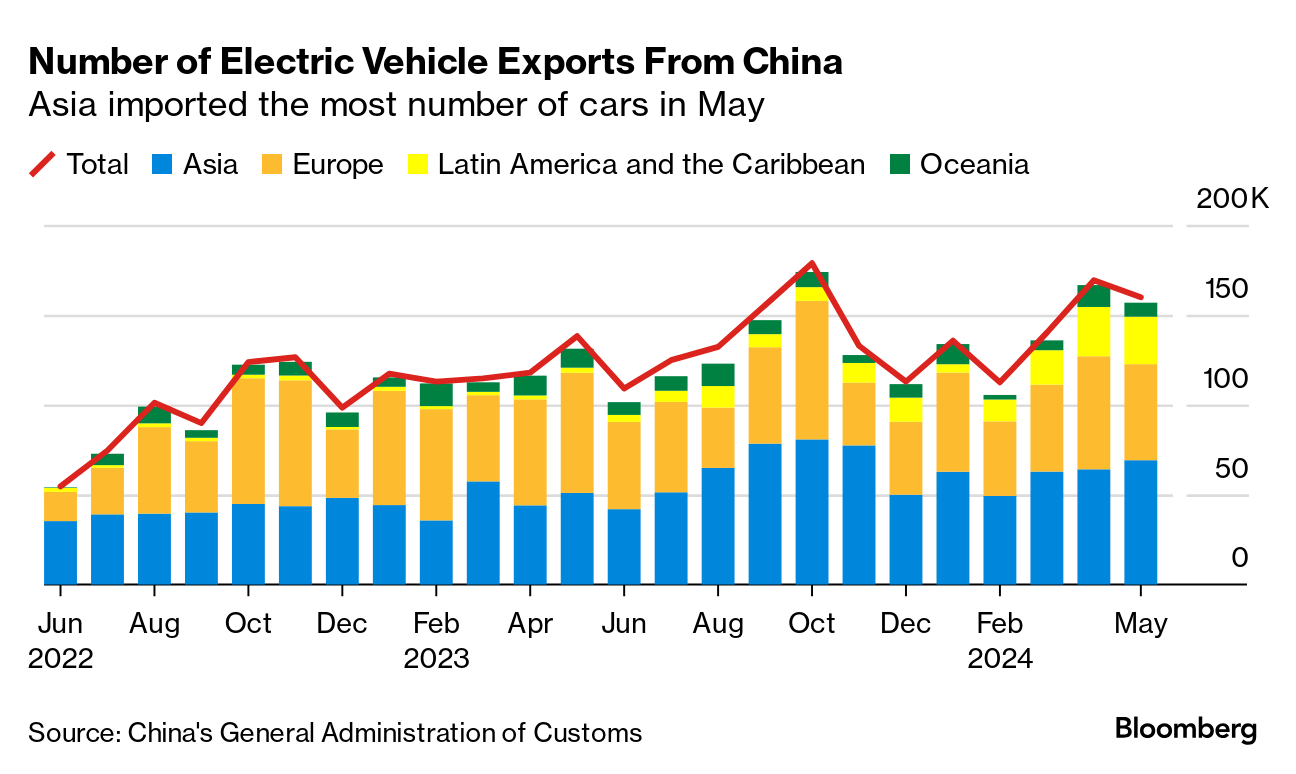 Number of Electric Vehicle Exports From China
Asia imported the most number of cars in May
Total Asia Europe Latin America and the Caribbean Oceania
200K
150
100
50
0
Jun Aug Oct Dec Feb Apr Jun Aug Oct Dec Feb May
2022 2023 2024
Source: China's General Administration of Customs
Bloomberg